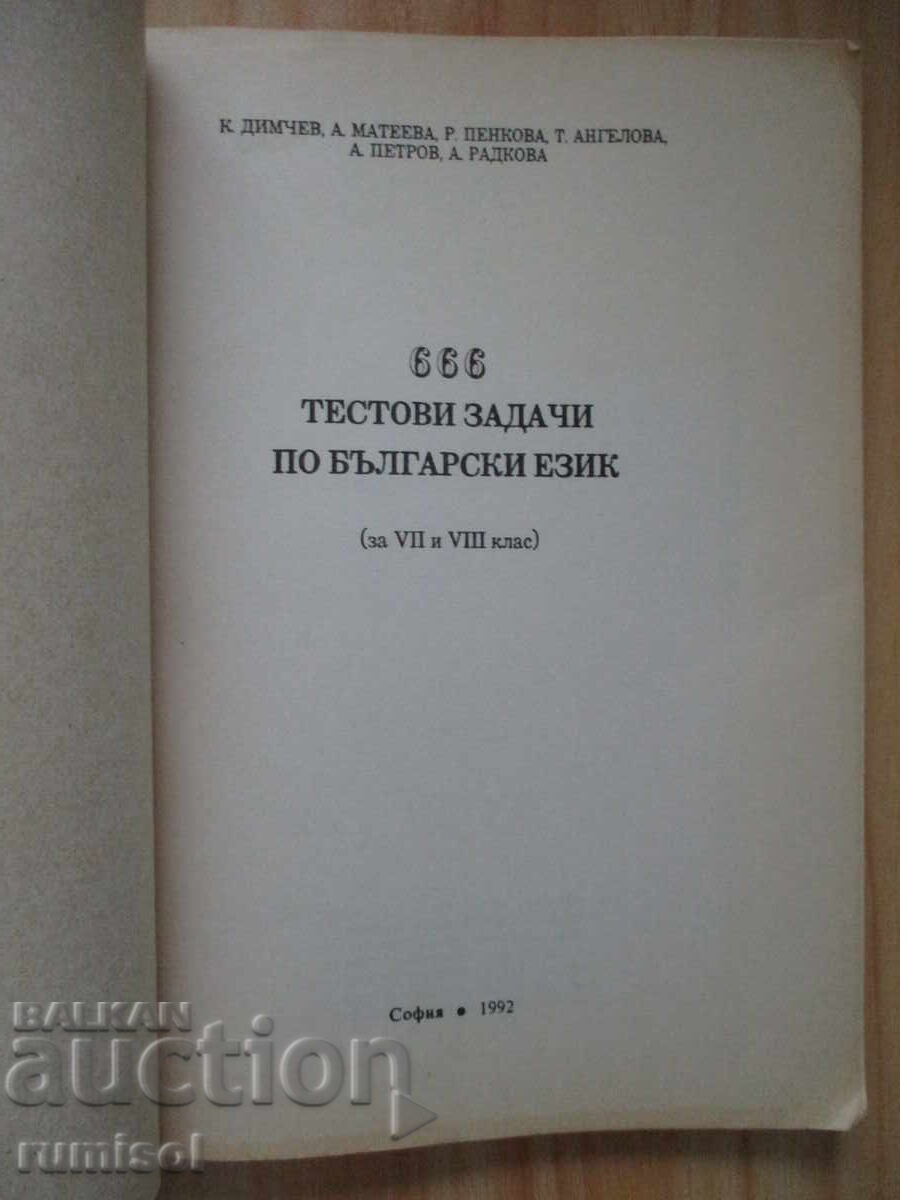 К. ДИМЧЕВ, А. МАТЕЕВА, Р. ПЕНКОВА, Т. АНГЕЛОВА,
А. ПЕТРОВ, А. РАДКОВА
666
ТЕСТОВИ ЗАДАЧИ
ПО БЪЛГАРСКИ ЕЗИК
(за VII и VIII клас)
София • 1992
BALKAN
auction
rumisol